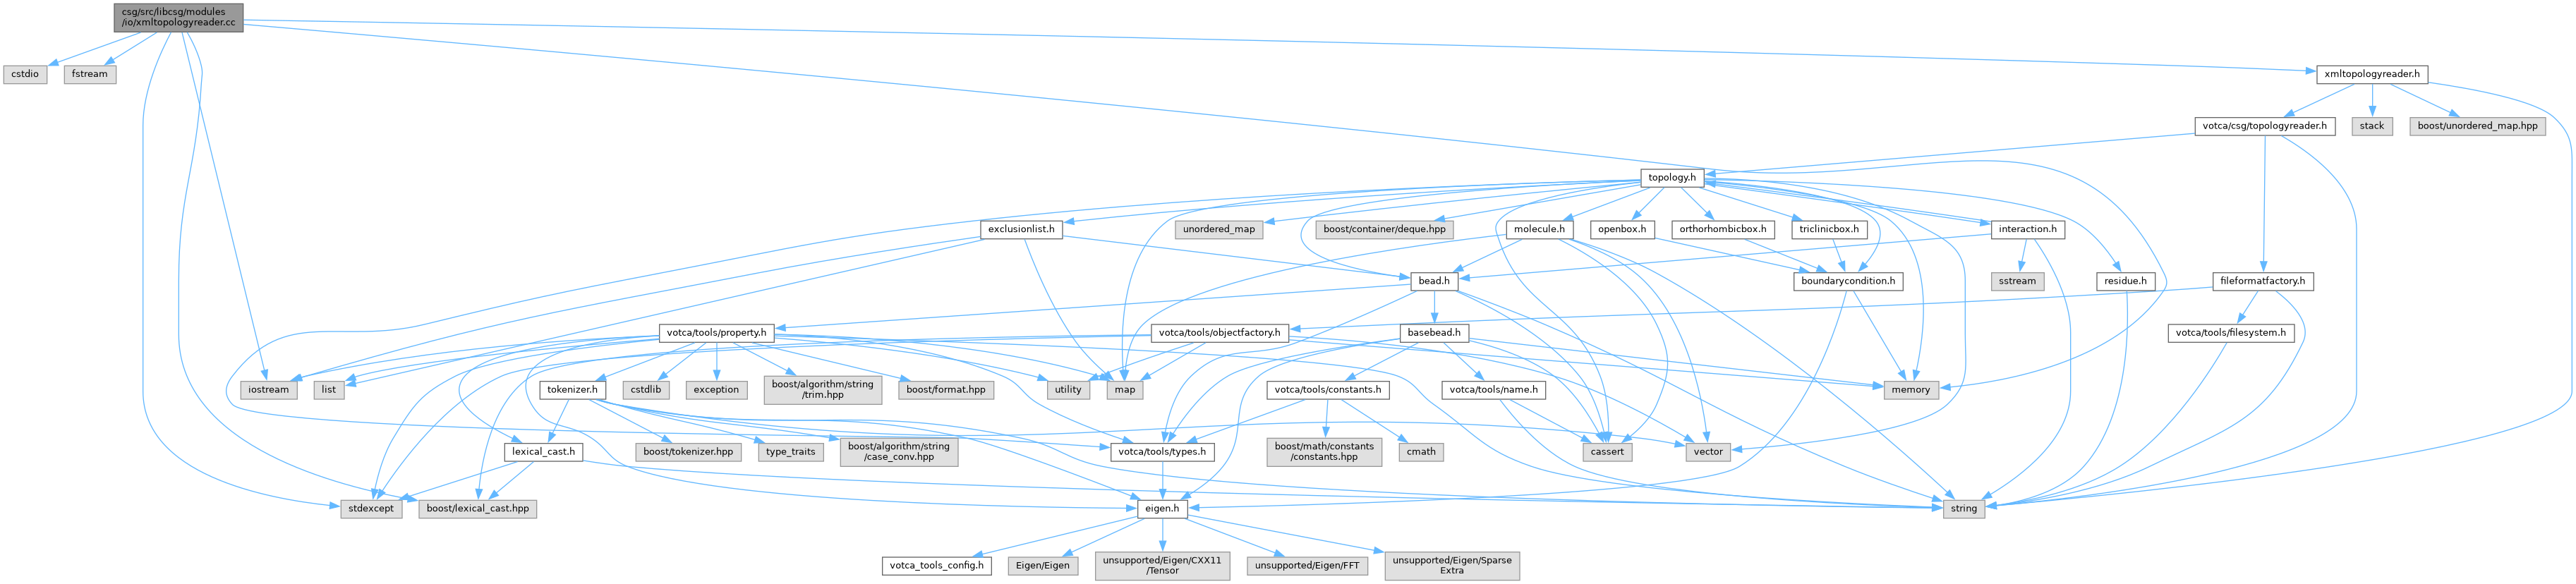 csg/src/libcsg/modules
/io/xmltopologyreader.cc
cstdio
fstream
xmltopologyreader.h
votca/csg/topologyreader.h
stack
boost/unordered_map.hpp
topology.h
exclusionlist.h
unordered_map
boost/container/deque.hpp
molecule.h
openbox.h
orthorhombicbox.h
triclinicbox.h
interaction.h
bead.h
boundarycondition.h
sstream
residue.h
fileformatfactory.h
votca/tools/property.h
votca/tools/objectfactory.h
basebead.h
votca/tools/filesystem.h
iostream
list
tokenizer.h
cstdlib
exception
boost/algorithm/string
/trim.hpp
boost/format.hpp
utility
map
votca/tools/constants.h
votca/tools/name.h
memory
lexical_cast.h
boost/tokenizer.hpp
type_traits
boost/algorithm/string
/case_conv.hpp
votca/tools/types.h
boost/math/constants
/constants.hpp
cmath
cassert
vector
stdexcept
boost/lexical_cast.hpp
eigen.h
string
votca_tools_config.h
Eigen/Eigen
unsupported/Eigen/CXX11
/Tensor
unsupported/Eigen/FFT
unsupported/Eigen/Sparse
Extra